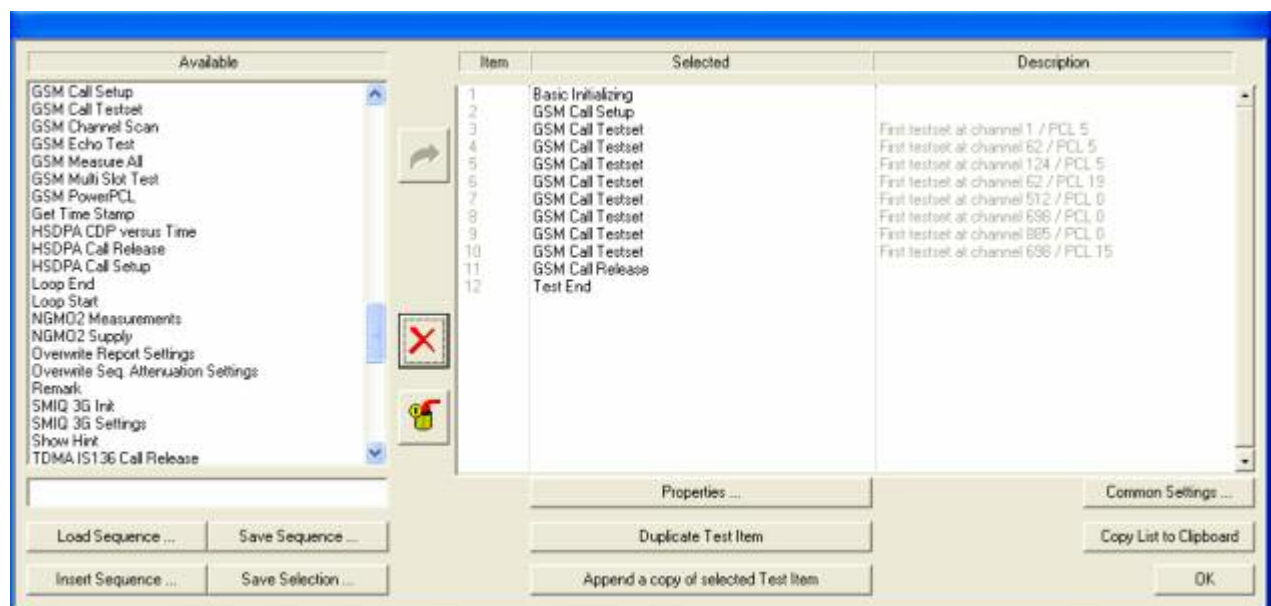 Available
GSM Call Setup
GSM Call Testset
GSM Channel Scan
GSM Echo Test
GSM Measure All
GSM Multi Slot Test
GSM PowerPCL
Get Time Stamp
HSDPA CDP versus Time
HSDPA Call Release
HSDPA Call Setup
Loop End
Loop Start
NGMO2 Measurements
NGMO2 Supply
Overwrite Report Settings
Overwrite Seq. Attenuation Settings
Remark
SMIQ 3G Init
SMIQ 3G Settings
Show Hint
TDMA IS136 Call Release
Load Sequence ... Save Sequence ...
Insert Sequence ... Save Selection ...
Item Selected Description
1 Basic Initializing
2 GSM Call Setup
3 GSM Call Testset First testset at channel 1 / PCL 5
4 GSM Call Testset First testset at channel 62 / PCL 5
5 GSM Call Testset First testset at channel 124 / PCL 5
6 GSM Call Testset First testset at channel 62 / PCL 19
7 GSM Call Testset First testset at channel 512 / PCL 0
8 GSM Call Testset First testset at channel 698 / PCL 0
9 GSM Call Testset First testset at channel 885 / PCL 0
10 GSM Call Testset First testset at channel 698 / PCL 15
11 GSM Call Release
12 Test End
Properties ... Common Settings ...
Duplicate Test Item Copy List to Clipboard
Append a copy of selected Test Item OK